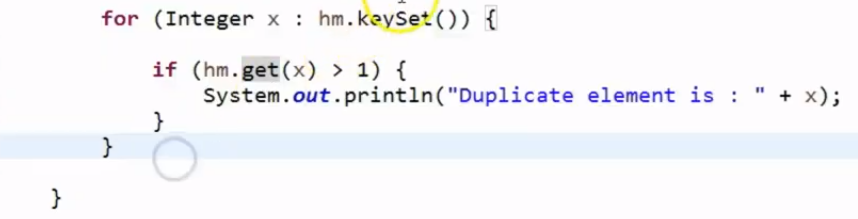 for (Integer x : hm.keySet()) {
if (hm.get(x) > 1) {
System.out.println("Duplicate element is : " + x);
}
}
}